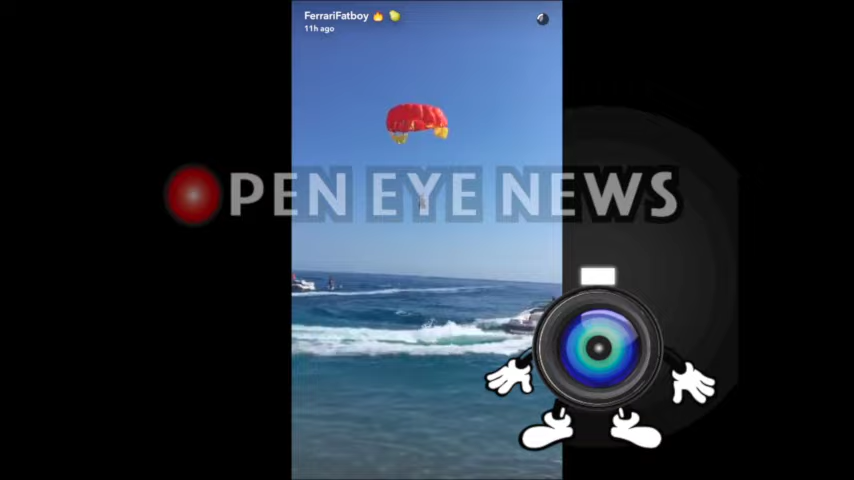 FerrariFatboy 🔥 🍐
11h ago
PEN EYE NEWS